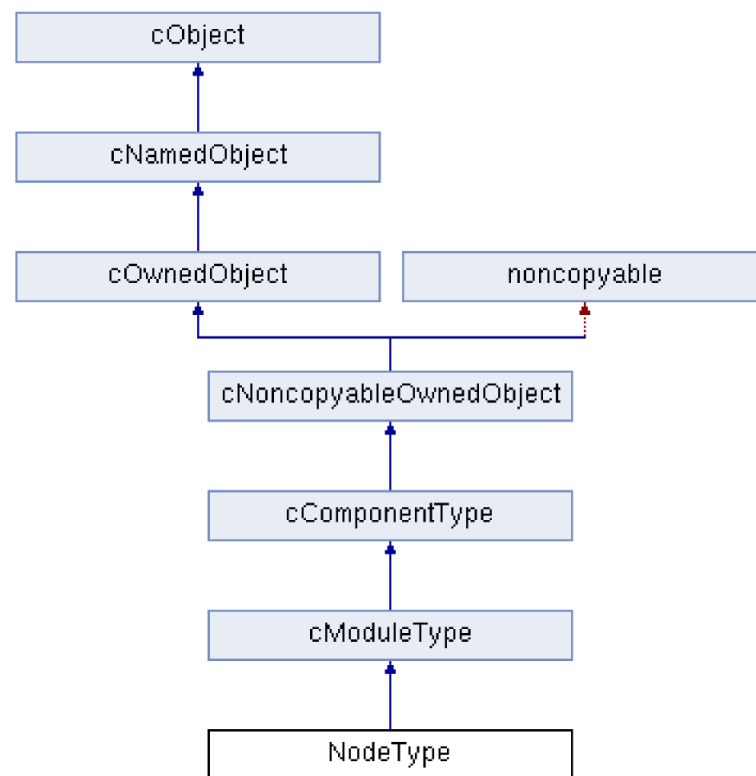 cObject
cNamedObject
cOwnedObject
noncopyable
cNoncopyableOwnedObject
cComponentType
cModuleType
NodeType